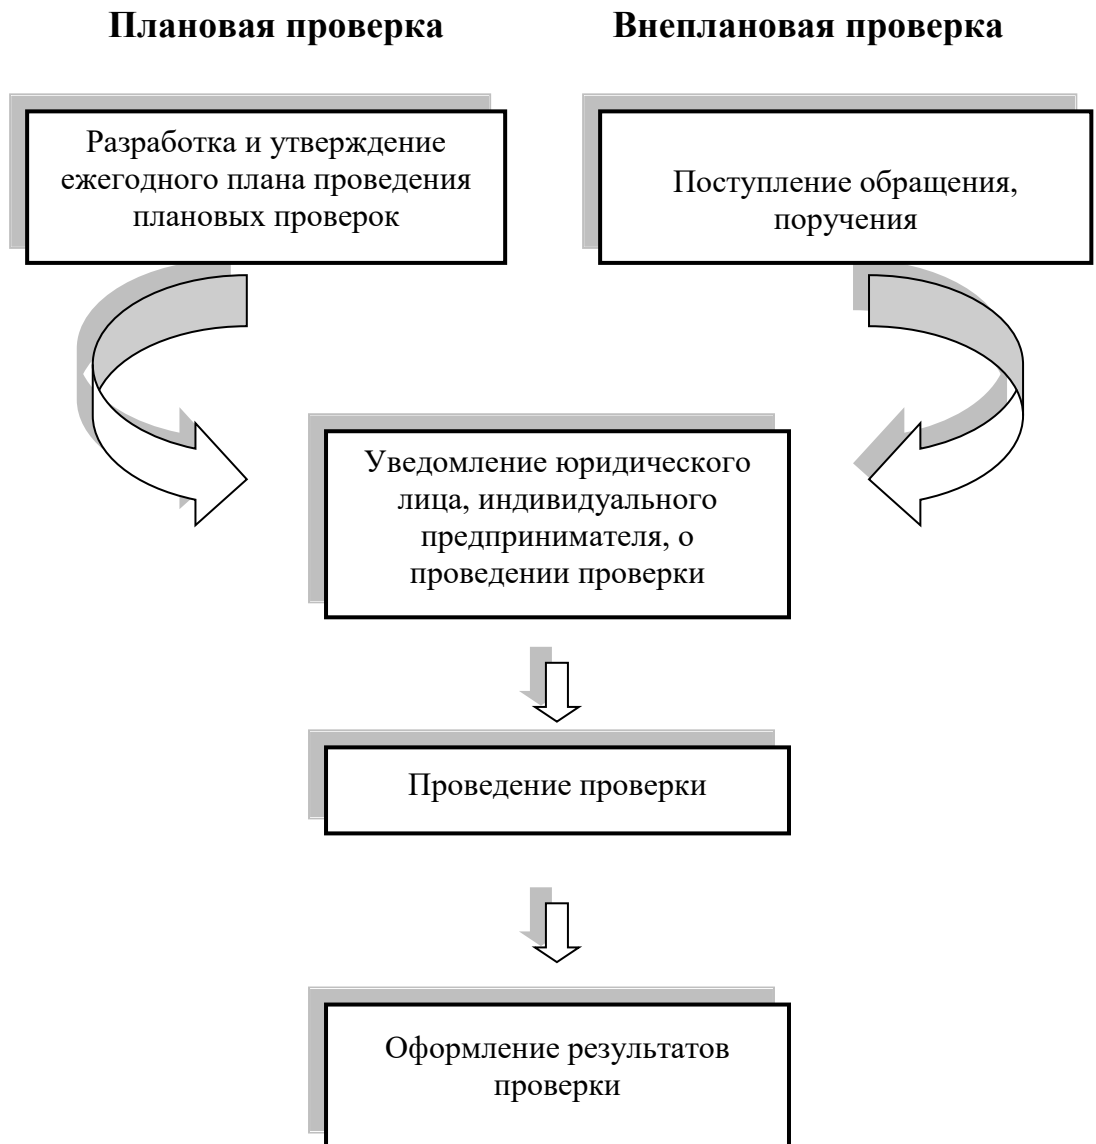 Плановая проверка
Внеплановая проверка
Разработка и утверждение
ежегодного плана проведения
плановых проверок
Поступление обращения,
поручения
Уведомление юридического
лица, индивидуального
предпринимателя, о
проведении проверки
Проведение проверки
Оформление результатов
проверки